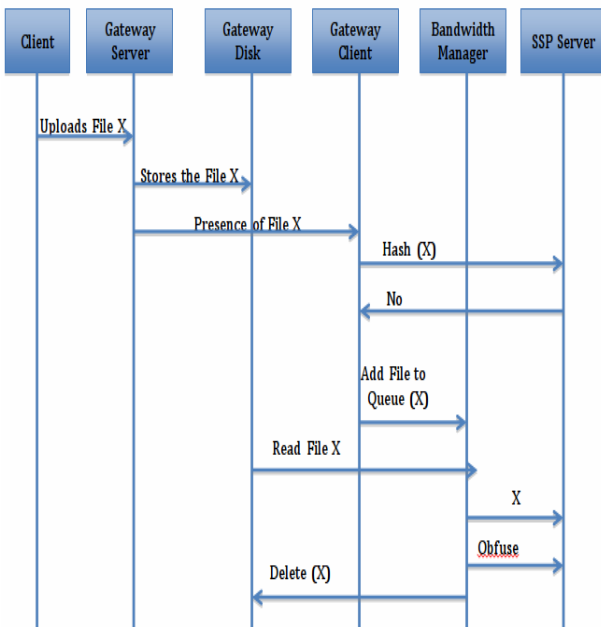 Client
Gateway
Server
Gateway
Disk
Gateway
Client
Bandwidth
Manager
SSP Server
Uploads File X
Stores the File X
Presence of File X
Hash (X)
No
Add File to
Queue (X)
Read File X
X
Obfuse
Delete (X)